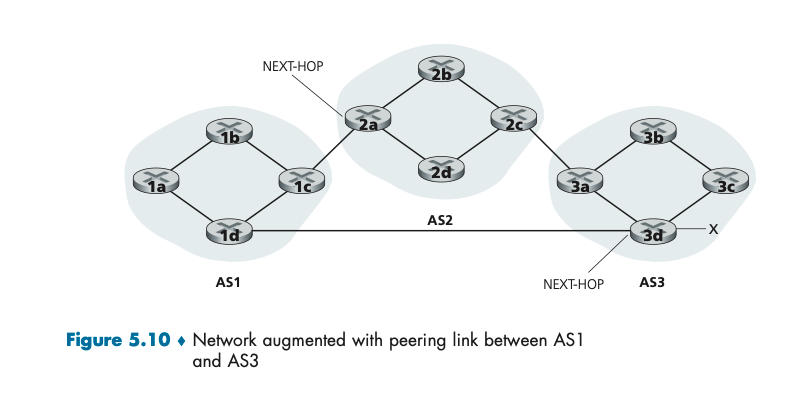 NEXT-HOP
2b
2a
2c
1b
2d
3b
1a
1c
3a
3c
AS2
1d
3d
X
AS1
NEXT-HOP
AS3
Figure 5.10 ♦ Network augmented with peering link between AS1
and AS3